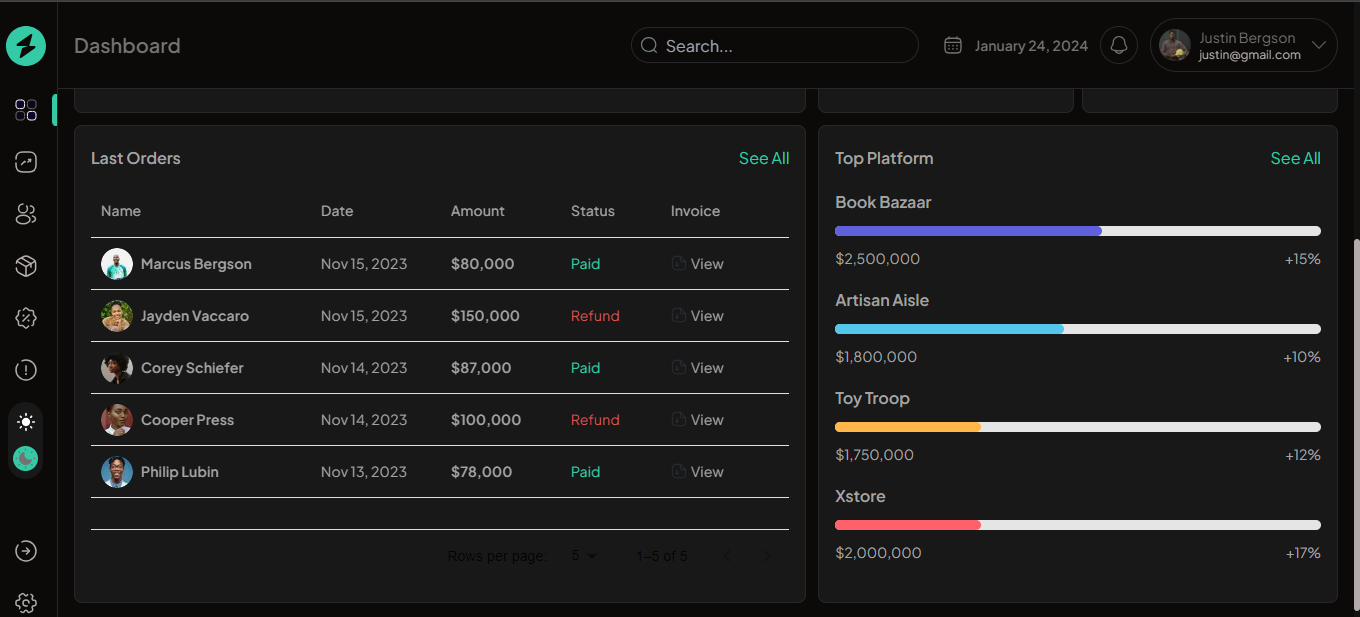 Dashboard
Search...
January 24, 2024
Justin Bergson
justin@gmail.com
Last Orders
See All
Name Date Amount Status Invoice
Marcus Bergson Nov 15, 2023 $80,000 Paid View
Jayden Vaccaro Nov 15, 2023 $150,000 Refund View
Corey Schiefer Nov 14, 2023 $87,000 Paid View
Cooper Press Nov 14, 2023 $100,000 Refund View
Philip Lubin Nov 13, 2023 $78,000 Paid View
Rows per page: 5 1–5 of 5
Top Platform
See All
Book Bazaar
$2,500,000 +15%
Artisan Aisle
$1,800,000 +10%
Toy Troop
$1,750,000 +12%
Xstore
$2,000,000 +17%